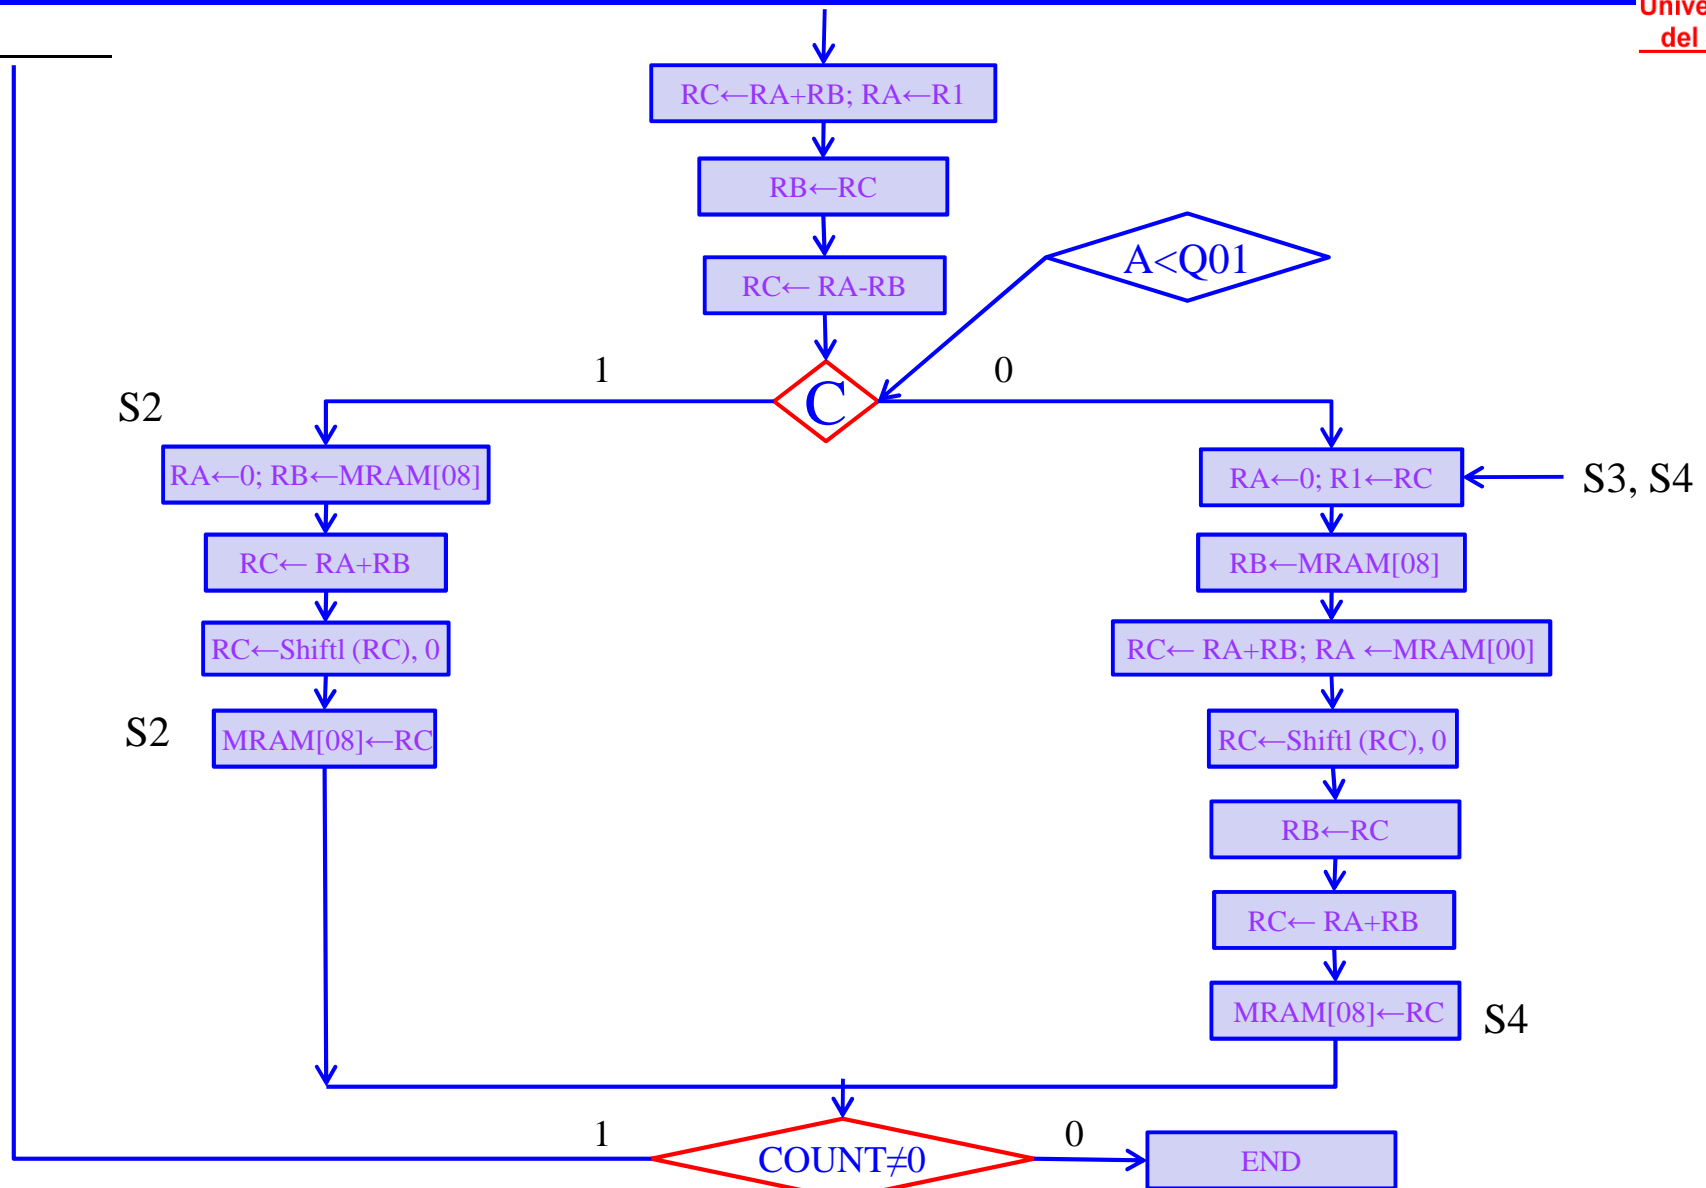 Unive
del
RC←RA+RB; RA←R1
RB←RC
A<Q01
RC← RA-RB
1
0
C
S2
RA←0; RB←MRAM[08]
RA←0; R1←RC
S3, S4
RC← RA+RB
RB←MRAM[08]
RC←Shiftl (RC), 0
RC← RA+RB; RA ←MRAM[00]
S2
MRAM[08]←RC
RC←Shiftl (RC), 0
RB←RC
RC← RA+RB
MRAM[08]←RC
S4
1
0
COUNT≠0
END